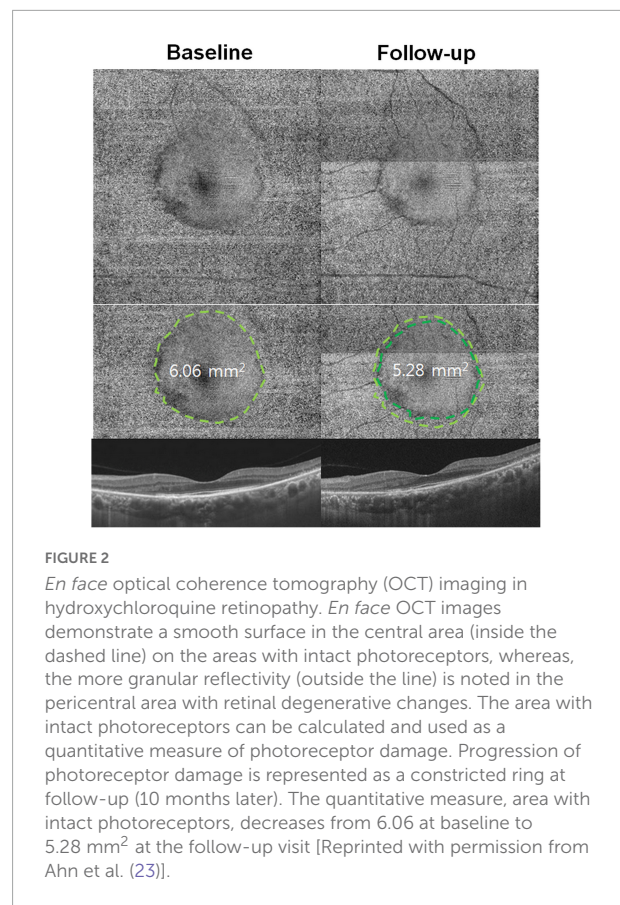 Baseline Follow-up
6.06 mm² 5.28 mm²
FIGURE 2
En face optical coherence tomography (OCT) imaging in
hydroxychloroquine retinopathy. En face OCT images
demonstrate a smooth surface in the central area (inside the
dashed line) on the areas with intact photoreceptors, whereas,
the more granular reflectivity (outside the line) is noted in the
pericentral area with retinal degenerative changes. The area with
intact photoreceptors can be calculated and used as a
quantitative measure of photoreceptor damage. Progression of
photoreceptor damage is represented as a constricted ring at
follow-up (10 months later). The quantitative measure, area with
intact photoreceptors, decreases from 6.06 at baseline to
5.28 mm² at the follow-up visit [Reprinted with permission from
Ahn et al. (23)].